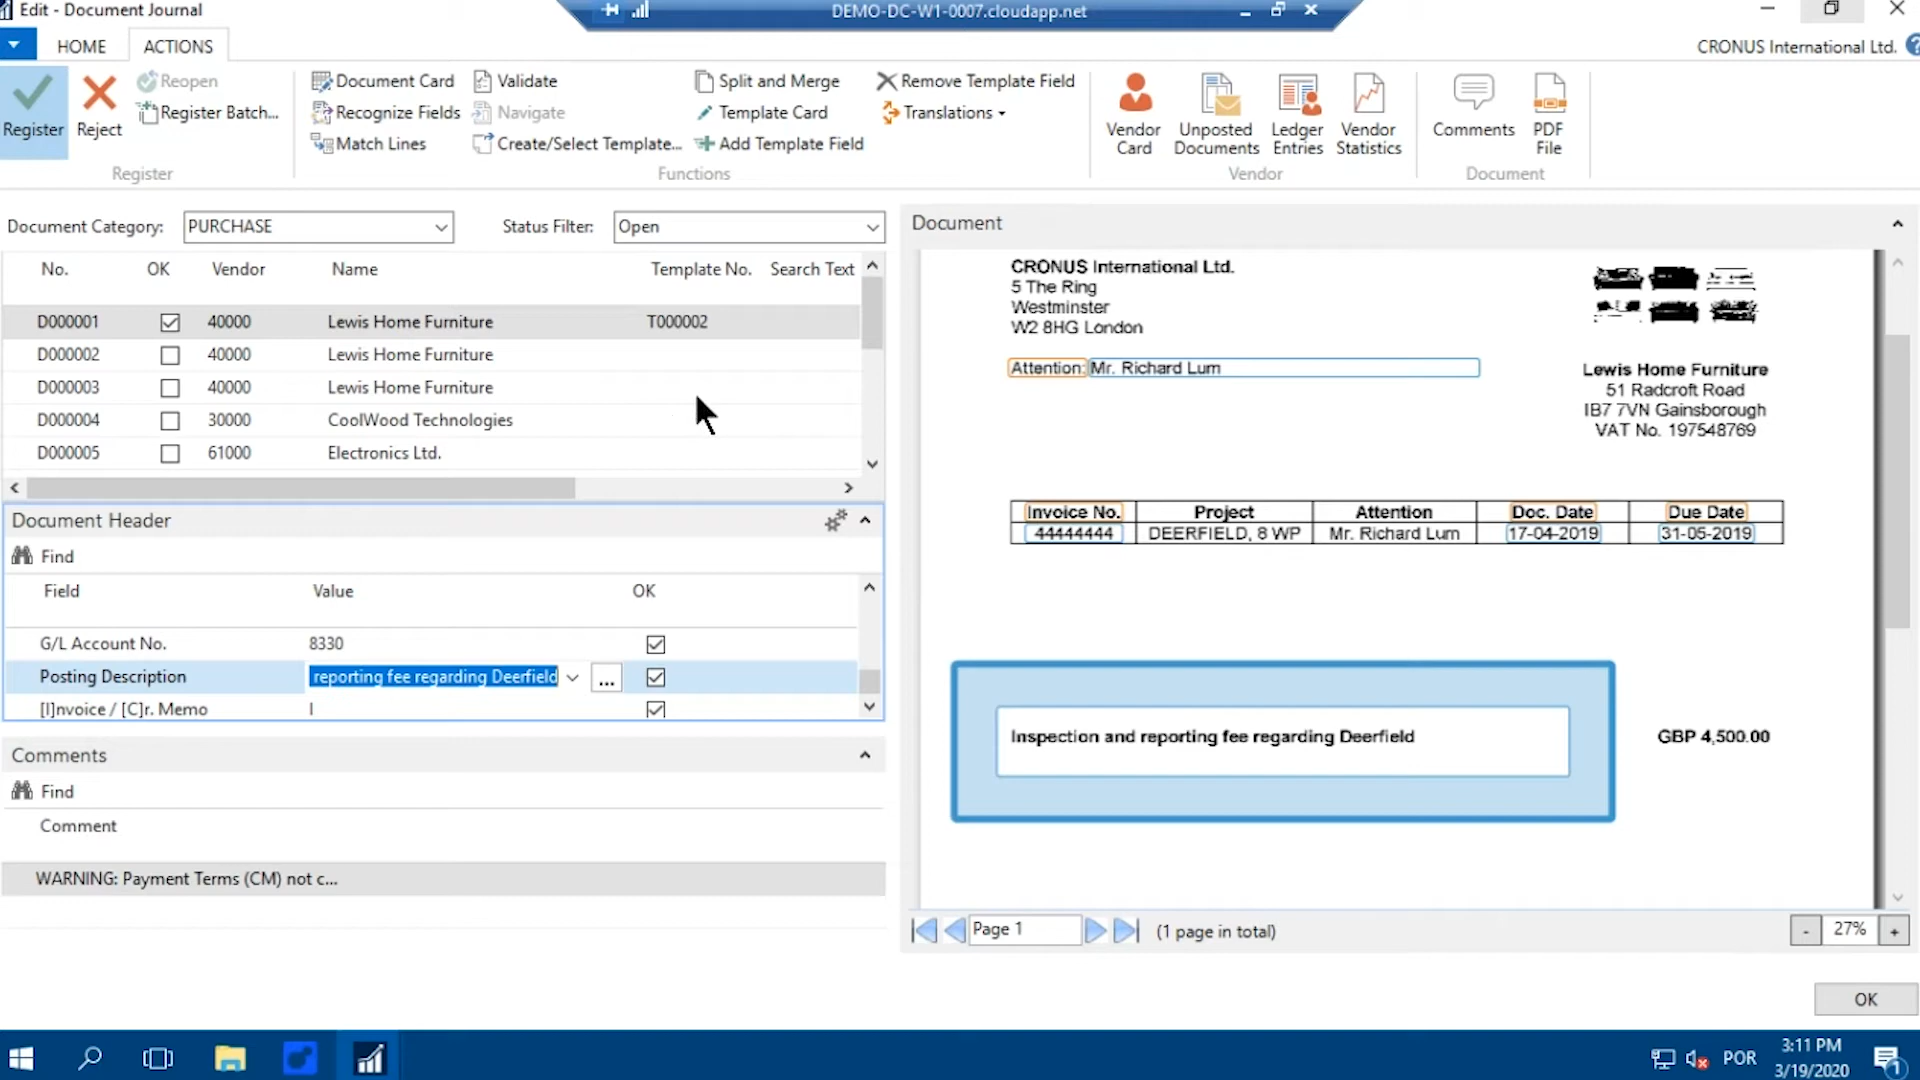 Edit - Document Journal
DEMO-DC-W1-0007.cloudapp.net
HOME
ACTIONS
CRONUS International Ltd.
?
Register
Reject
Reopen
Register Batch...
Register
Document Card
Recognize Fields
Match Lines
Validate
Navigate
Create/Select Template...
Split and Merge
Template Card
Add Template Field
Remove Template Field
Translations
Functions
Vendor Card
Unposted Documents
Ledger Entries
Vendor Statistics
Vendor
Comments
PDF File
Document
Document Category: PURCHASE
Status Filter: Open
No. OK Vendor Name Template No. Search Text
D000001 40000 Lewis Home Furniture T000002
D000002 40000 Lewis Home Furniture
D000003 40000 Lewis Home Furniture
D000004 30000 CoolWood Technologies
D000005 61000 Electronics Ltd.
Document Header
Find
Field Value OK
G/L Account No. 8330
Posting Description reporting fee regarding Deerfield ...
[I]nvoice / [C]r. Memo I
Comments
Find
Comment
WARNING: Payment Terms (CM) not c...
Document
CRONUS International Ltd.
5 The Ring
Westminster
W2 8HG London
Attention: Mr. Richard Lum
Lewis Home Furniture
51 Radcroft Road
IB7 7VN Gainsborough
VAT No. 197548769
Invoice No. Project Attention Doc. Date Due Date
44444444 DEERFIELD, 8 WP Mr. Richard Lum 17-04-2019 31-05-2019
Inspection and reporting fee regarding Deerfield GBP 4,500.00
Page 1 (1 page in total)
- 27% +
OK
POR
3:11 PM
3/19/2020
1